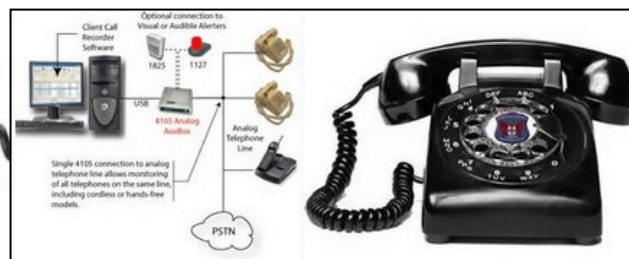 Client Call
Recorder
Software
Optional connection to
Visual or Audible Alerters
1825
1127
USB
4105 Analog
AuxBox
Analog
Telephone
Line
Single 4105 connection to analog
telephone line allows monitoring
of all telephones on the same line,
including cordless or hands-free
models.
PSTN